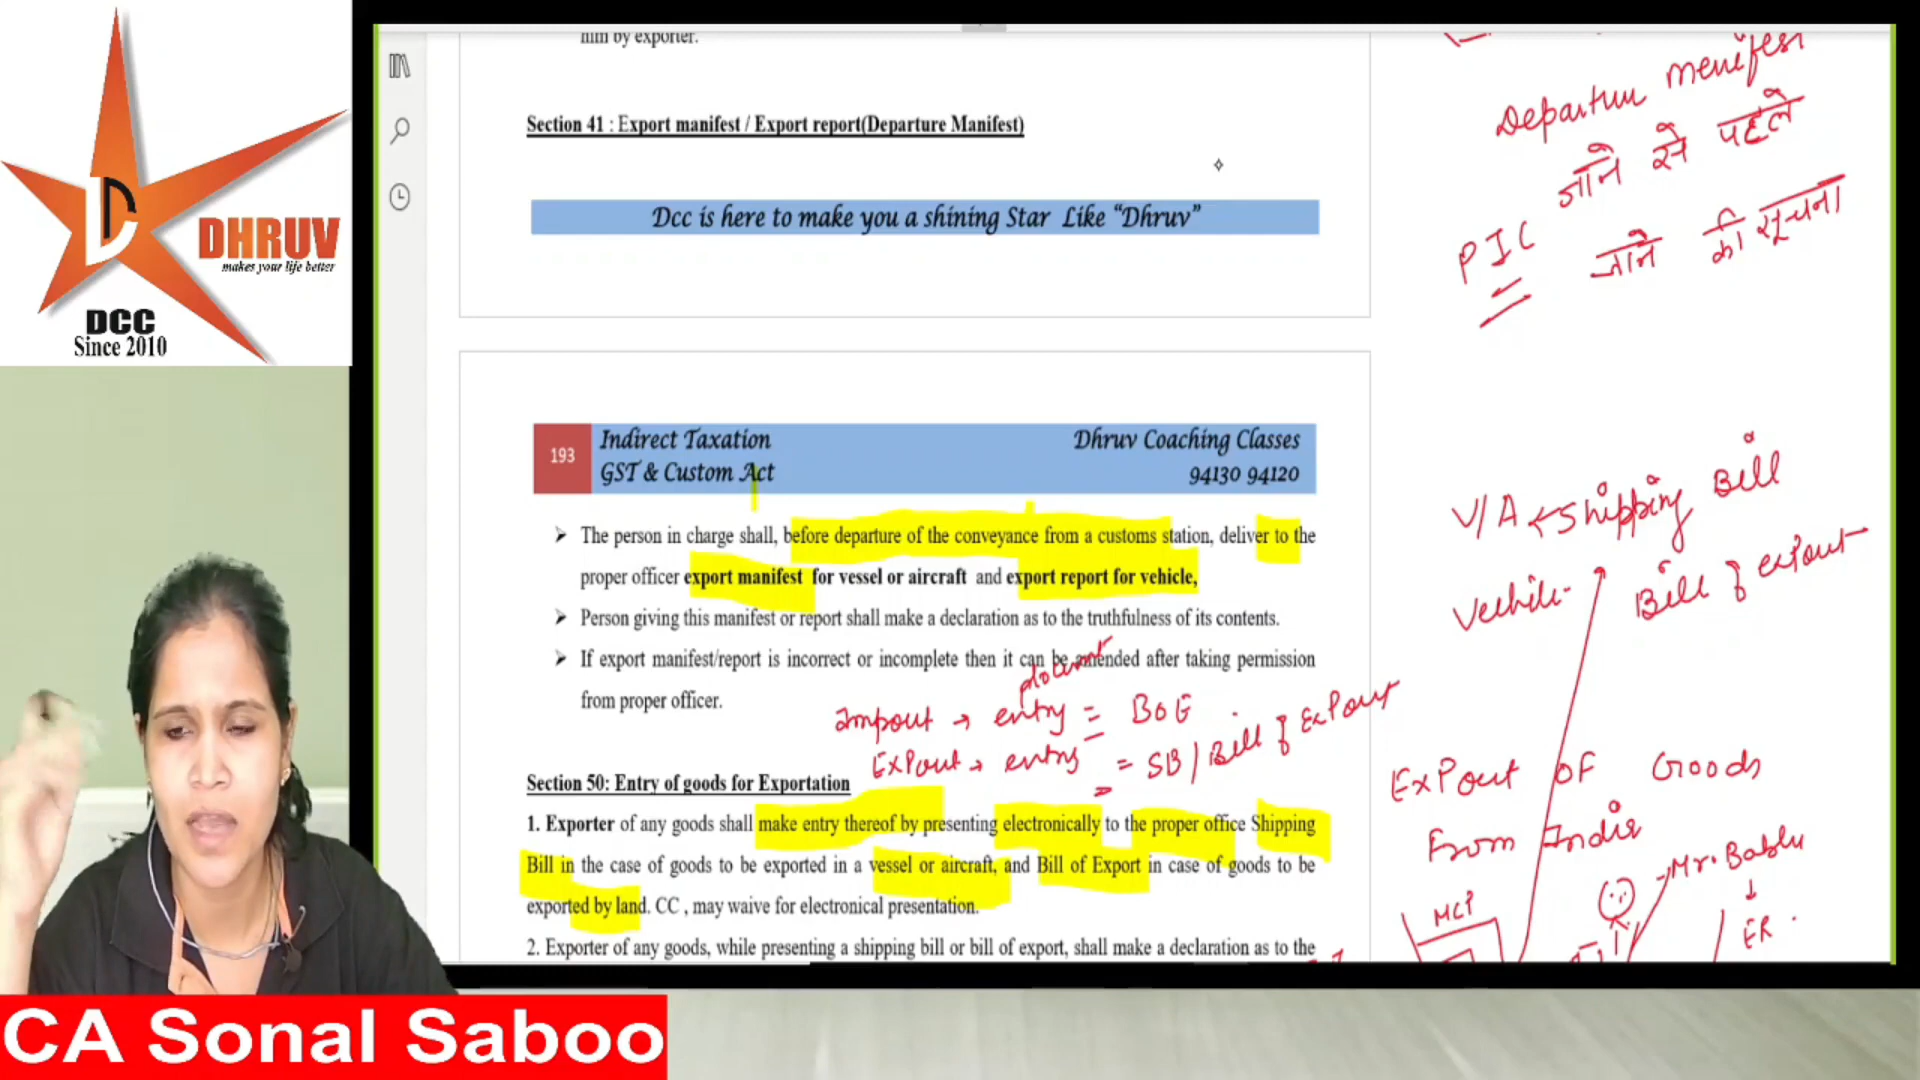 DHRUV
makes your life better
DCC
Since 2010
him by exporter.
Section 41 : Export manifest / Export report(Departure Manifest)
Dcc is here to make you a shining Star Like “Dhruv”
Departure Menifest
जाने से पहले
PIC जाने की सूचना
193
Indirect Taxation
GST & Custom Act
Dhruv Coaching Classes
94130 94120
➤ The person in charge shall, before departure of the conveyance from a customs station, deliver to the
proper officer export manifest for vessel or aircraft and export report for vehicle,
➤ Person giving this manifest or report shall make a declaration as to the truthfulness of its contents.
➤ If export manifest/report is incorrect or incomplete then it can be amended after taking permission
from proper officer.
Import → entry = BOE
Export → entry = SB/Bill of Export
V/A ← Shipping Bill
Vechile- Bill of export
Section 50: Entry of goods for Exportation
1. Exporter of any goods shall make entry thereof by presenting electronically to the proper office Shipping
Bill in the case of goods to be exported in a vessel or aircraft, and Bill of Export in case of goods to be
exported by land. CC , may waive for electronical presentation.
2. Exporter of any goods, while presenting a shipping bill or bill of export, shall make a declaration as to the
Export of Goods
From India
Mr. Bablu
ER.
CA Sonal Saboo